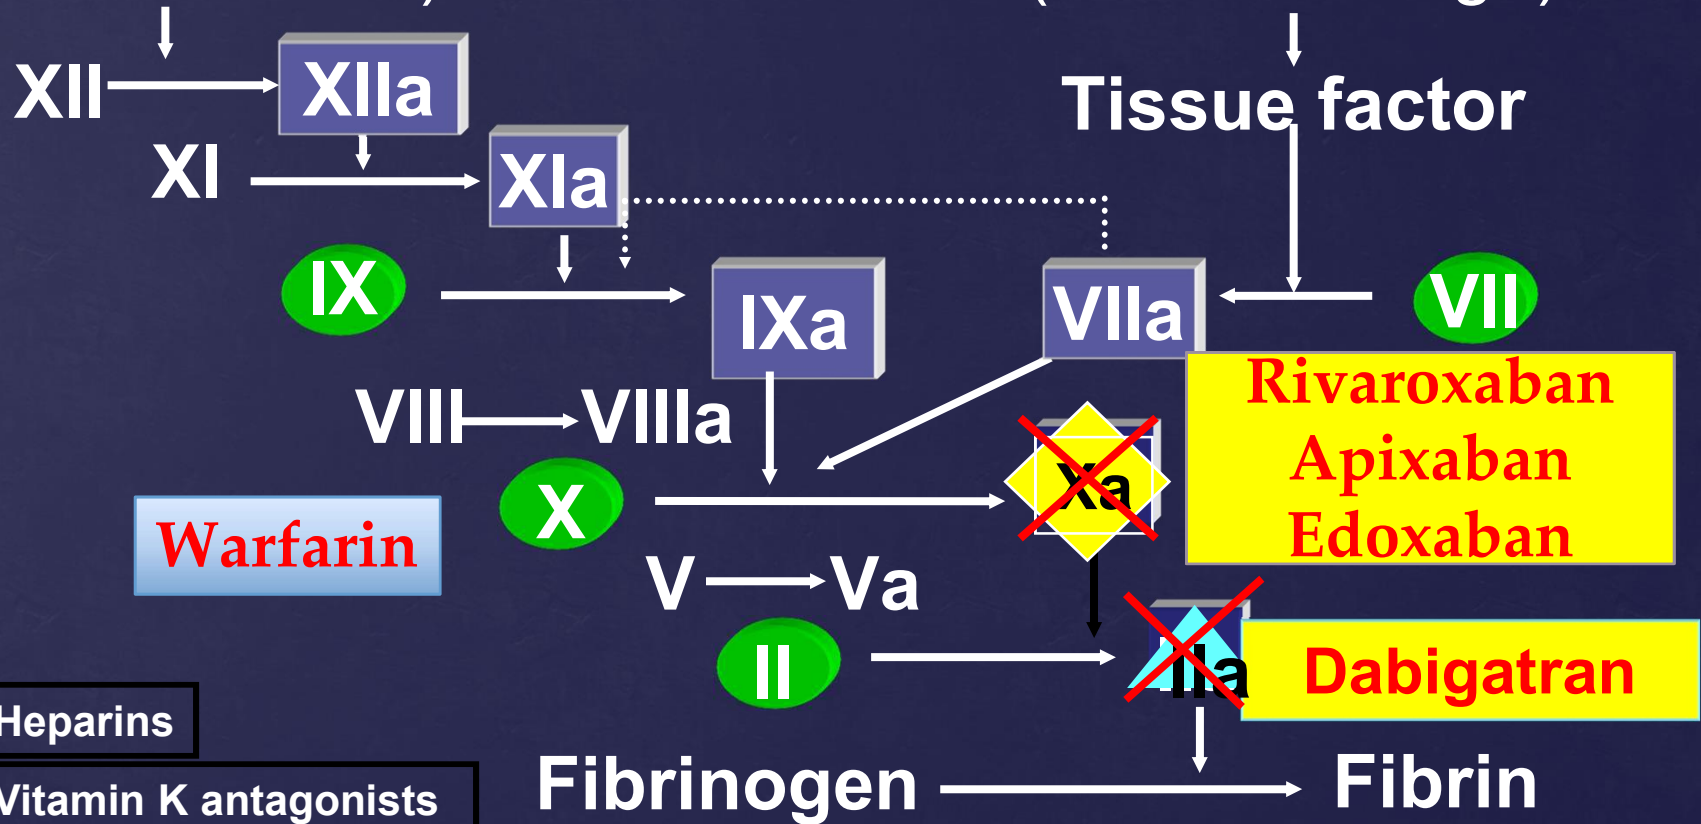 XII
XIIa
Tissue factor
XI
XIa
IX
IXa
VIIa
VII
VIII
VIIIa
Rivaroxaban
Apixaban
Edoxaban
X
Xa
Warfarin
V
Va
II
IIa
Dabigatran
Heparins
Vitamin K antagonists
Fibrinogen
Fibrin